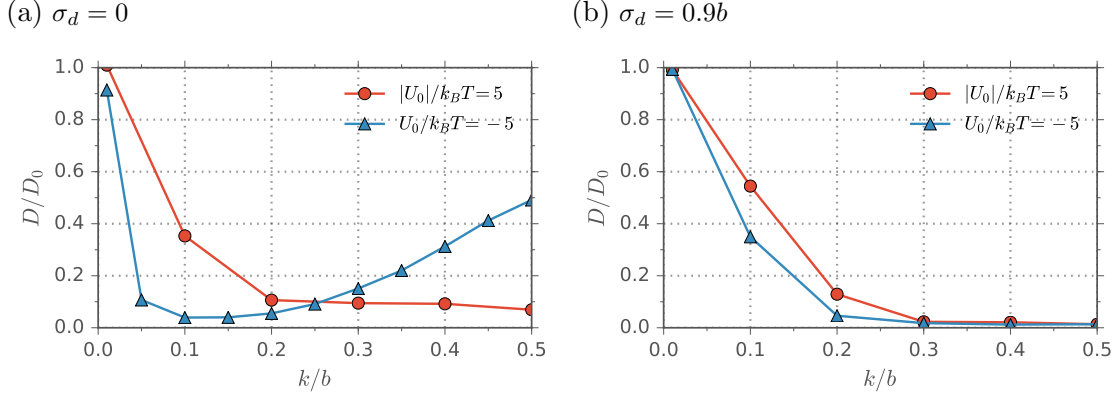 (a) σ_d = 0
1.0
0.8
0.6
0.4
0.2
0.0
D/D_0
|U_0|/k_BT = 5
U_0/k_BT = −5
0.0 0.1 0.2 0.3 0.4 0.5
k/b
(b) σ_d = 0.9b
1.0
0.8
0.6
0.4
0.2
0.0
D/D_0
|U_0|/k_BT = 5
U_0/k_BT = −5
0.0 0.1 0.2 0.3 0.4 0.5
k/b